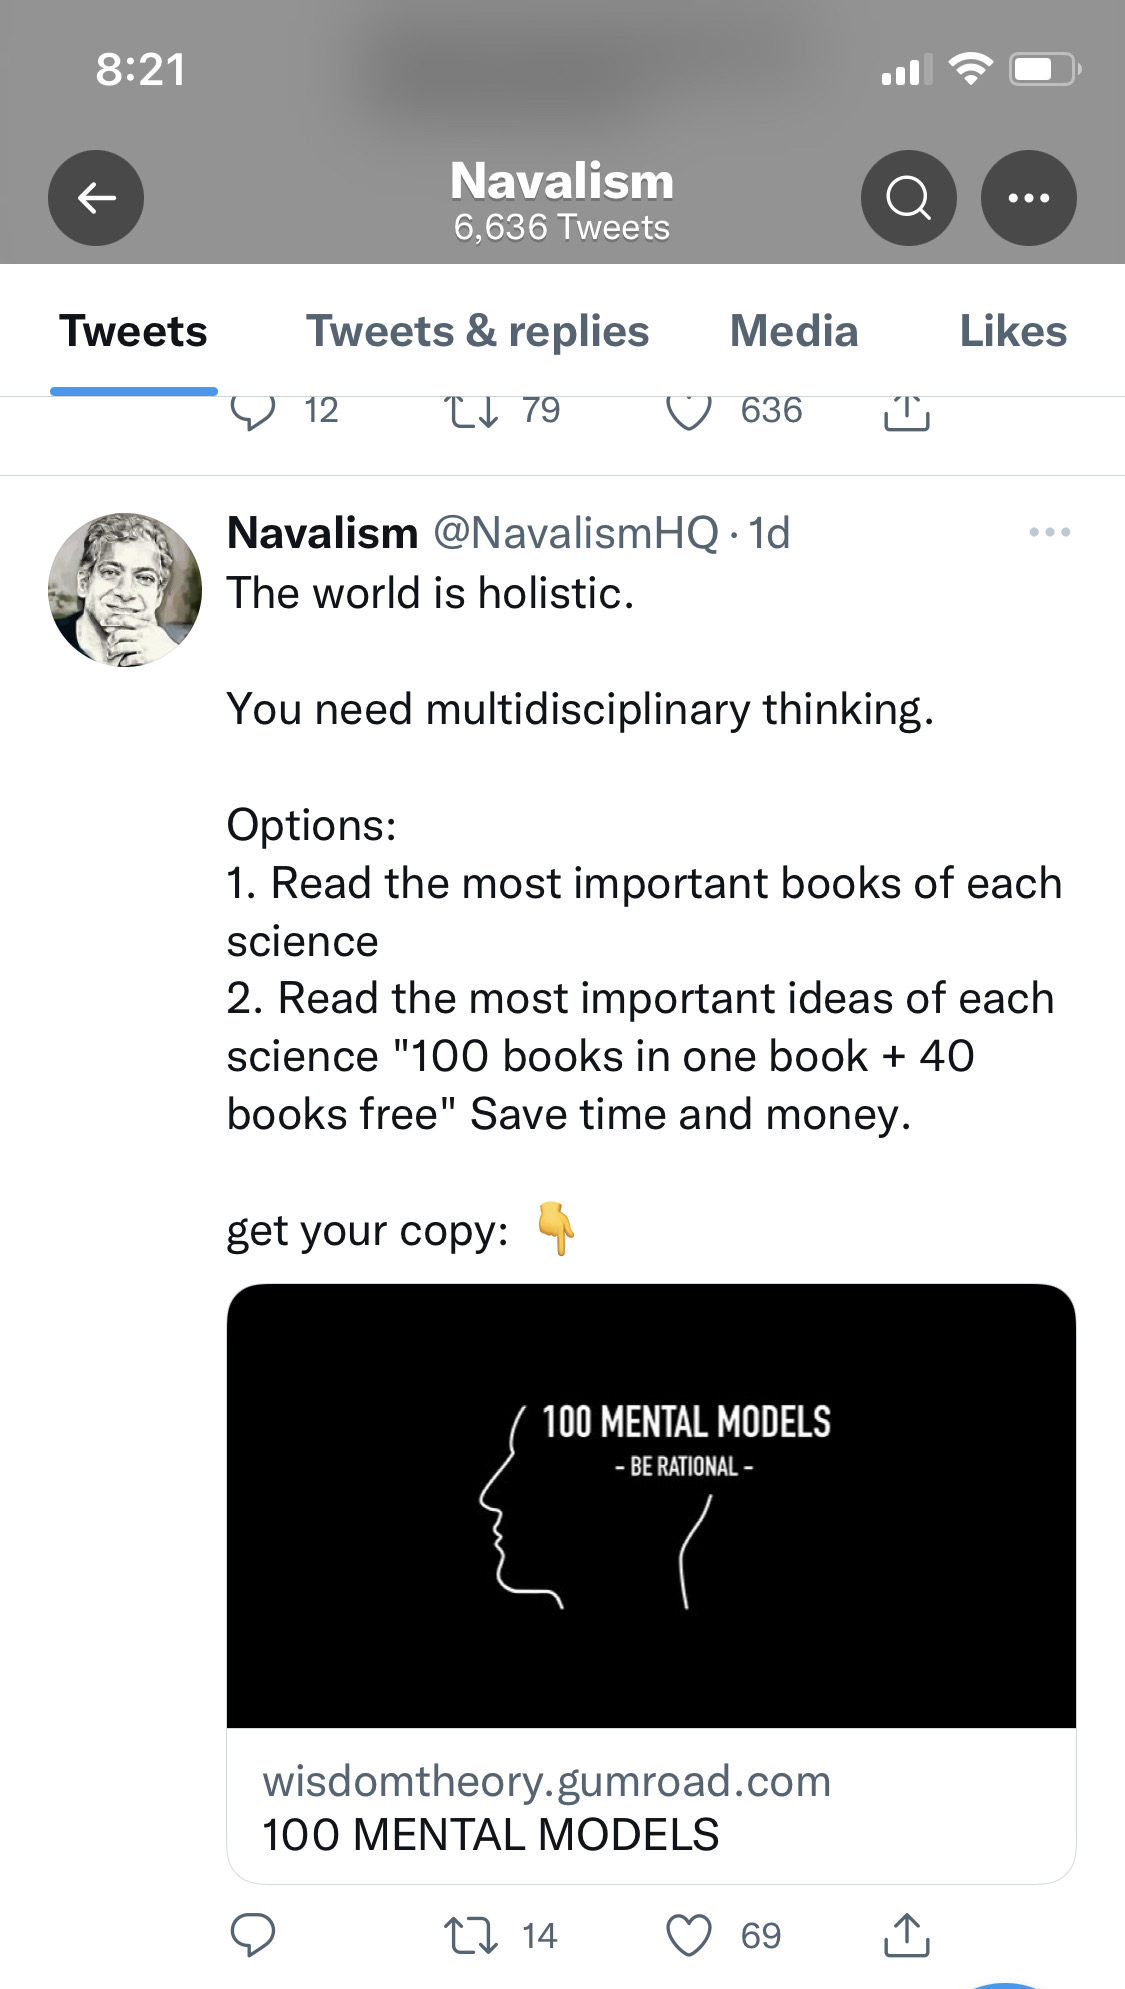 8:21
Navalism
6,636 Tweets
Tweets Tweets & replies Media Likes
12 79 636
Navalism @NavalismHQ · 1d
The world is holistic.
You need multidisciplinary thinking.
Options:
1. Read the most important books of each
science
2. Read the most important ideas of each
science "100 books in one book + 40
books free" Save time and money.
get your copy: 👇
100 MENTAL MODELS
- BE RATIONAL -
wisdomtheory.gumroad.com
100 MENTAL MODELS
14 69